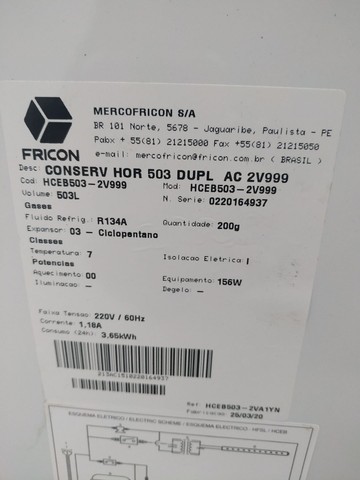 MERCOFRICON S/A
BR 101 Norte, 5678 - Jaguaribe, Paulista - PE
Pabx + 55(81) 21215000 Fax +55(81) 21215050
e-mail: mercofricon@fricon.com.br ( BRASIL )
FRICON
Desc: CONSERV HOR 503 DUPL AC 2V999
Cod: HCEB503-2V999 Mod: HCEB503-2V999
Volume: 503L N. Serie: 0220164937
Gases
Fluido Refrig.: R134A Quantidade: 200g
Expansor: 03 - Ciclopentano
Classes
Temperatura: 7 Isolacao Eletrica: I
Potencias
Aquecimento: 00 Equipamento: 156W
Iluminacao: - Degelo: -
Faixa Tensao: 220V / 60Hz
Corrente: 1,18A
Consumo (24h): 3,65kWh
Ref: HCEB503-2VA1YN
25/03/20
ESQUEMA ELETRICO / ELECTRIC SCHEME - HFSL / HCEB